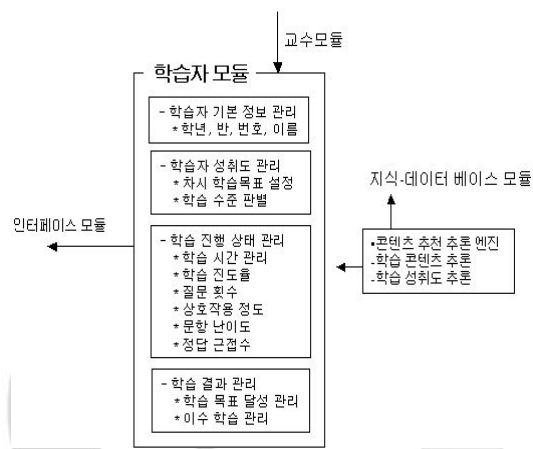 교수모듈
학습자 모듈
- 학습자 기본 정보 관리
* 학년, 반, 번호, 이름
- 학습자 성취도 관리
* 차시 학습목표 설정
* 학습 수준 판별
- 학습 진행 상태 관리
* 학습 시간 관리
* 학습 진도율
* 질문 횟수
* 상호작용 정도
* 문항 난이도
* 정답 근접수
- 학습 결과 관리
* 학습 목표 달성 관리
* 이수 학습 관리
인터페이스 모듈
지식-데이터 베이스 모듈
•콘텐츠 추천 추론 엔진
-학습 콘텐츠 추론
-학습 성취도 추론